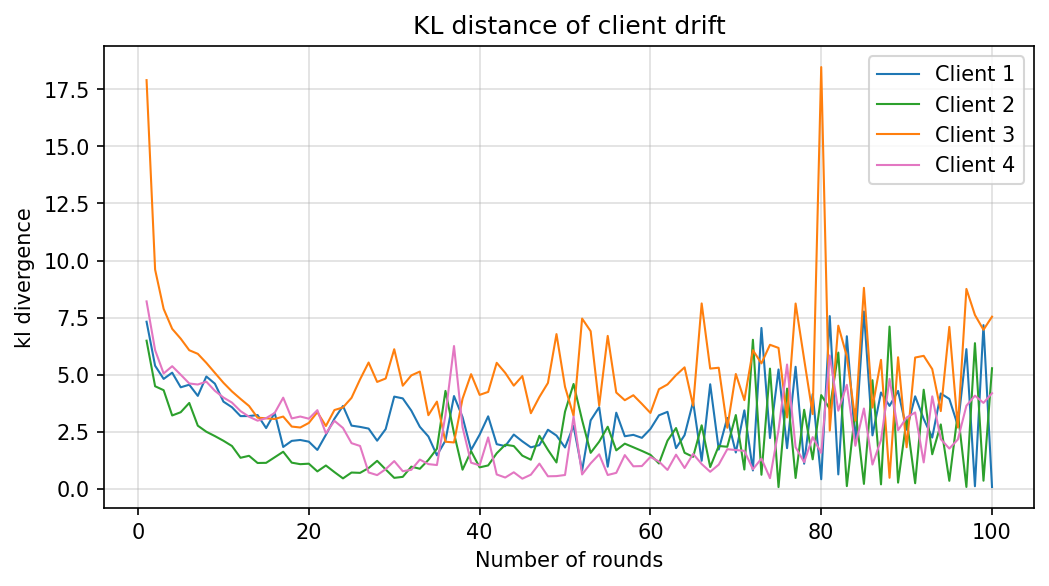 KL distance of client drift
kl divergence
17.5
15.0
12.5
10.0
7.5
5.0
2.5
0.0
Client 1
Client 2
Client 3
Client 4
0
20
40
60
80
100
Number of rounds